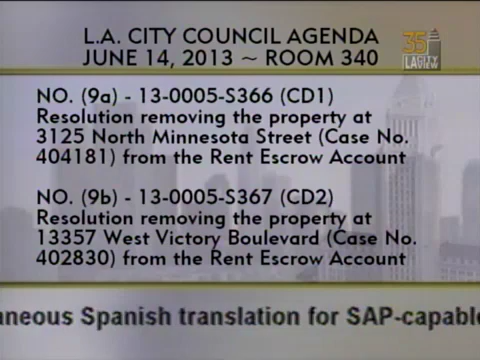 L.A. CITY COUNCIL AGENDA
JUNE 14, 2013 ~ ROOM 340
35
LA CITY
VIEW
NO. (9a) - 13-0005-S366 (CD1)
Resolution removing the property at
3125 North Minnesota Street (Case No.
404181) from the Rent Escrow Account
NO. (9b) - 13-0005-S367 (CD2)
Resolution removing the property at
13357 West Victory Boulevard (Case No.
402830) from the Rent Escrow Account
aneous Spanish translation for SAP-capable